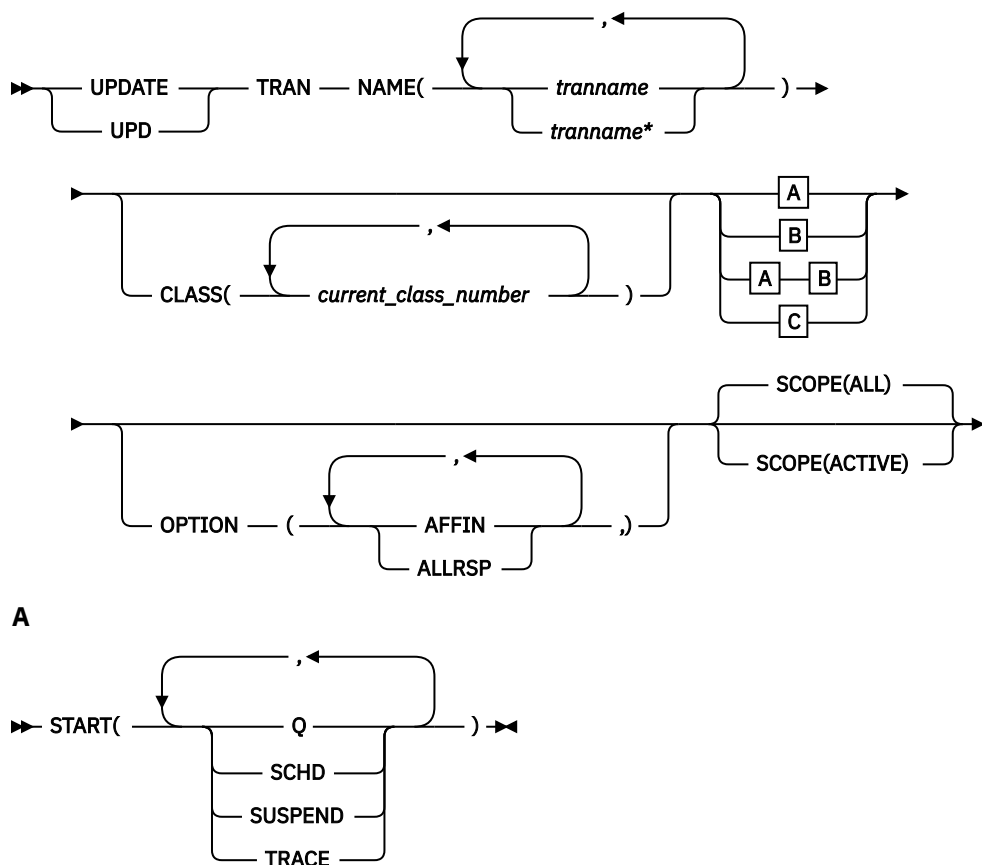 ,
UPDATE TRAN NAME( tranname )
UPD tranname*
A
,
B
CLASS( current_class_number ) A B
C
SCOPE(ALL)
,
SCOPE(ACTIVE)
OPTION ( AFFIN ,)
ALLRSP
A
,
START( Q )
SCHD
SUSPEND
TRACE